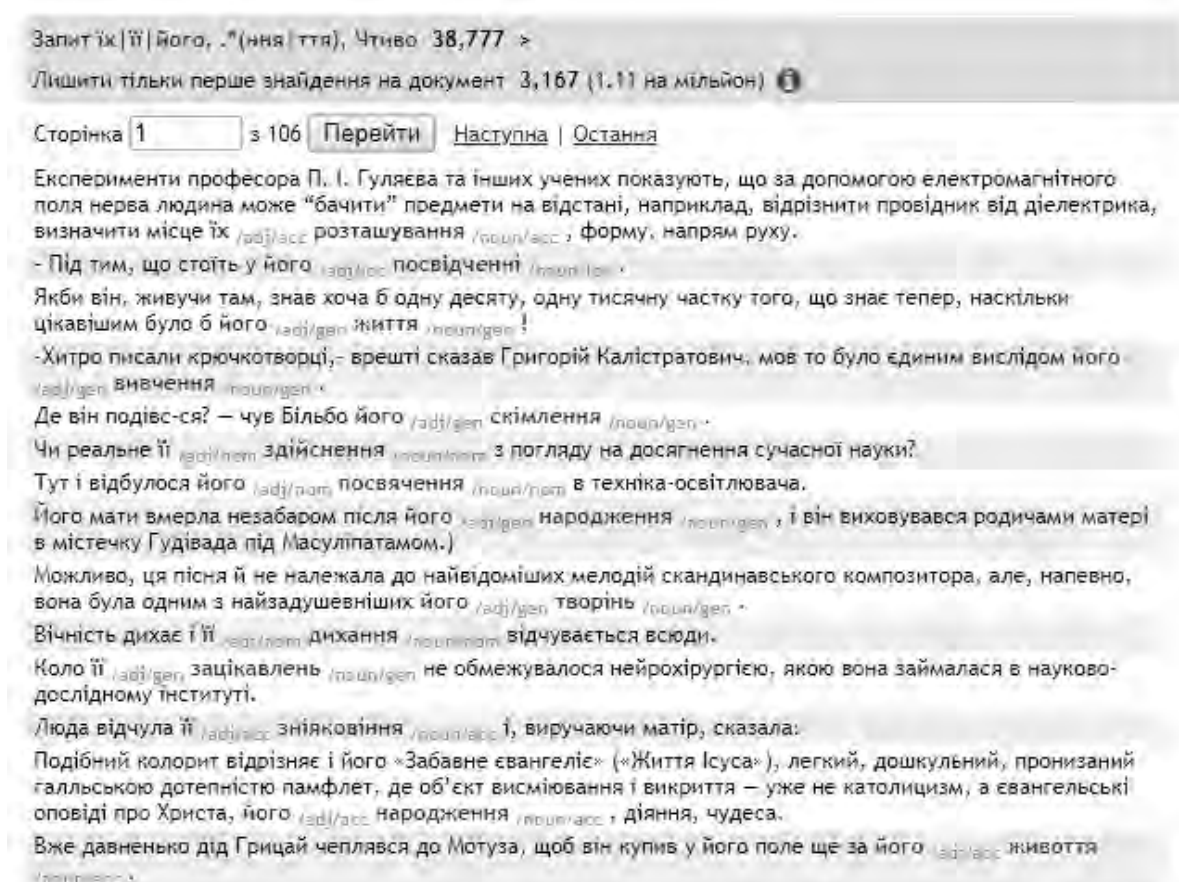 Запит їх|її|його, .*(ння|ття), Чтиво 38,777 >
Лишити тільки перше знайдення на документ 3,167 (1.11 на мільйон) i
Сторінка 1 з 106 Перейти Наступна | Остання
Експерименти професора П. І. Гуляєва та інших учених показують, що за допомогою електромагнітного
поля нерва людина може “бачити” предмети на відстані, наприклад, відрізнити провідник від діелектрика,
визначити місце їх /adj/acc розташування /noun/acc , форму, напрям руху.
- Під тим, що стоїть у його посвідченні .
Якби він, живучи там, знав хоча б одну десяту, одну тисячну частку того, що знає тепер, наскільки
цікавішим було б його /adj/gen життя /noun/gen !
-Хитро писали крючкотворці,- врешті сказав Григорій Калістратович, мов то було єдиним вислідом його
/adj/gen вивчення /noun/gen .
Де він подівс-ся? — чув Більбо його /adj/gen скімлення /noun/gen .
Чи реальне її /adj/nom здійснення /noun/nom з погляду на досягнення сучасної науки?
Тут і відбулося його /adj/nom посвячення /noun/nom в техніка-освітлювача.
Його мати вмерла незабаром після його /adj/gen народження /noun/gen , і він виховувався родичами матері
в містечку Гудівада під Масуліпатамом.)
Можливо, ця пісня й не належала до найвідоміших мелодій скандинавського композитора, але, напевно,
вона була одним з найзадушевніших його /adj/gen творінь /noun/gen .
Вічність дихає і її /adj/nom дихання /noun/nom відчувається всюди.
Коло її /adj/gen зацікавлень /noun/gen не обмежувалося нейрохірургією, якою вона займалася в науково-
дослідному інституті.
Люда відчула її /adj/acc зніяковіння /noun/acc і, виручаючи матір, сказала:
Подібний колорит відрізняє і його «Забавне євангеліє» («Життя Ісуса»), легкий, дошкульний, пронизаний
галльською дотепністю памфлет, де об’єкт висміювання і викриття — уже не католицизм, а євангельські
оповіді про Христа, його /adj/acc народження /noun/acc , діяння, чудеса.
Вже давненько дід Грицай чеплявся до Мотуза, щоб він купив у його поле ще за його /adj/acc живоття